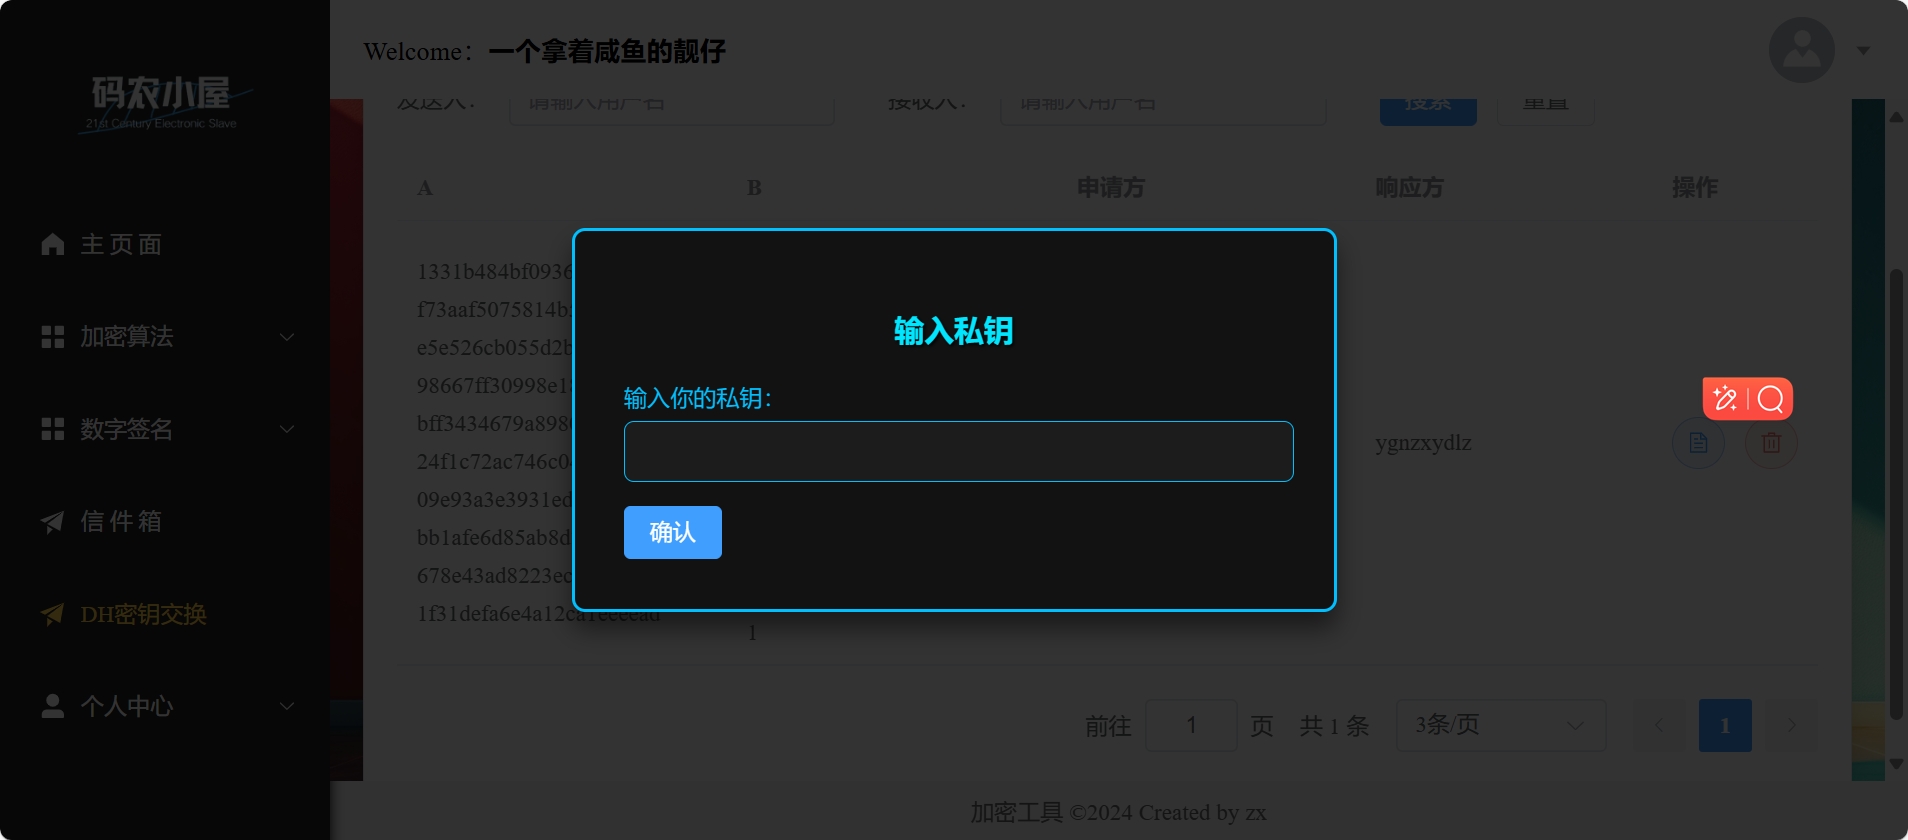 码农小屋
21st Century Electronic Slave
主页面
加密算法
数字签名
信件箱
DH密钥交换
个人中心
Welcome：一个拿着咸鱼的靓仔
发送人： 请输入用户名 接收人： 请输入用户名 搜索 重置
A B 申请方 响应方 操作
1331b484bf0936
f73aaf5075814b
e5e526cb055d2b
98667ff30998e18
bff3434679a898
24f1c72ac746c0
09e93a3e3931ed
bb1afe6d85ab8d
678e43ad8223ec
1f31defa6e4a12ca1eeeead
1
ygnzxydlz
输入私钥
输入你的私钥：
确认
前往 1 页 共 1 条 3条/页 1
加密工具 ©2024 Created by zx